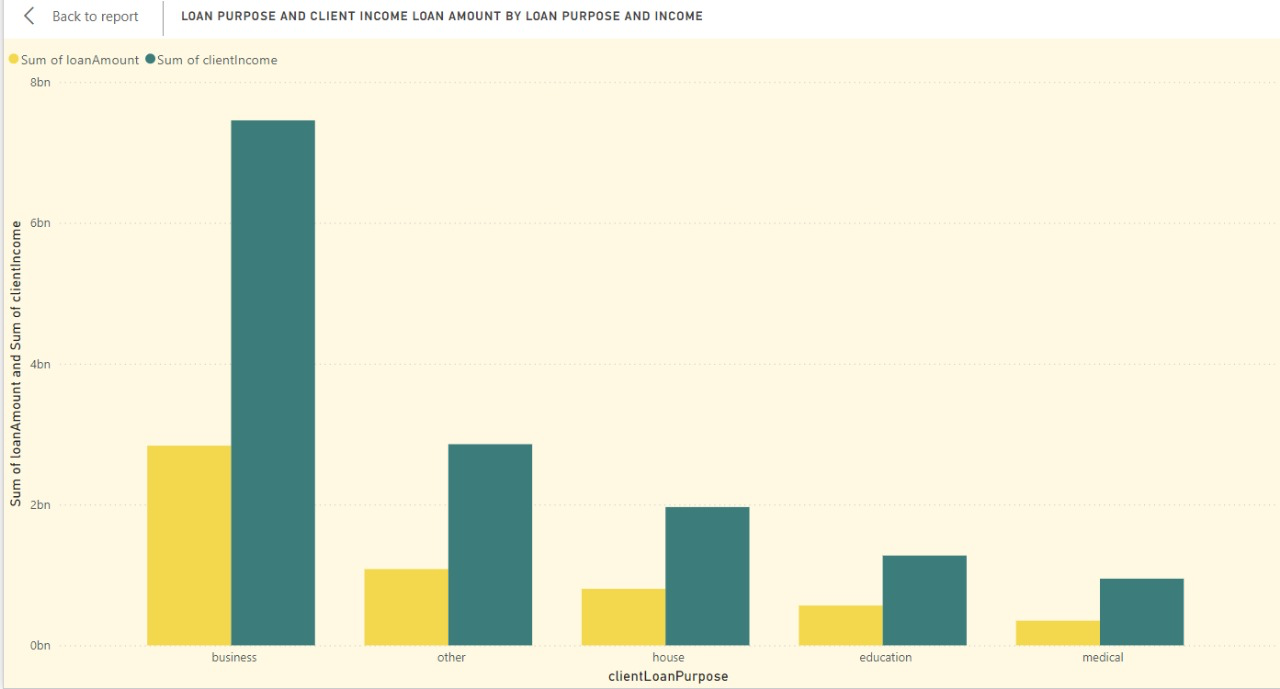 Back to report
LOAN PURPOSE AND CLIENT INCOME LOAN AMOUNT BY LOAN PURPOSE AND INCOME
Sum of loanAmount Sum of clientIncome
8bn
6bn
4bn
2bn
0bn
Sum of loanAmount and Sum of clientIncome
business other house education medical
clientLoanPurpose